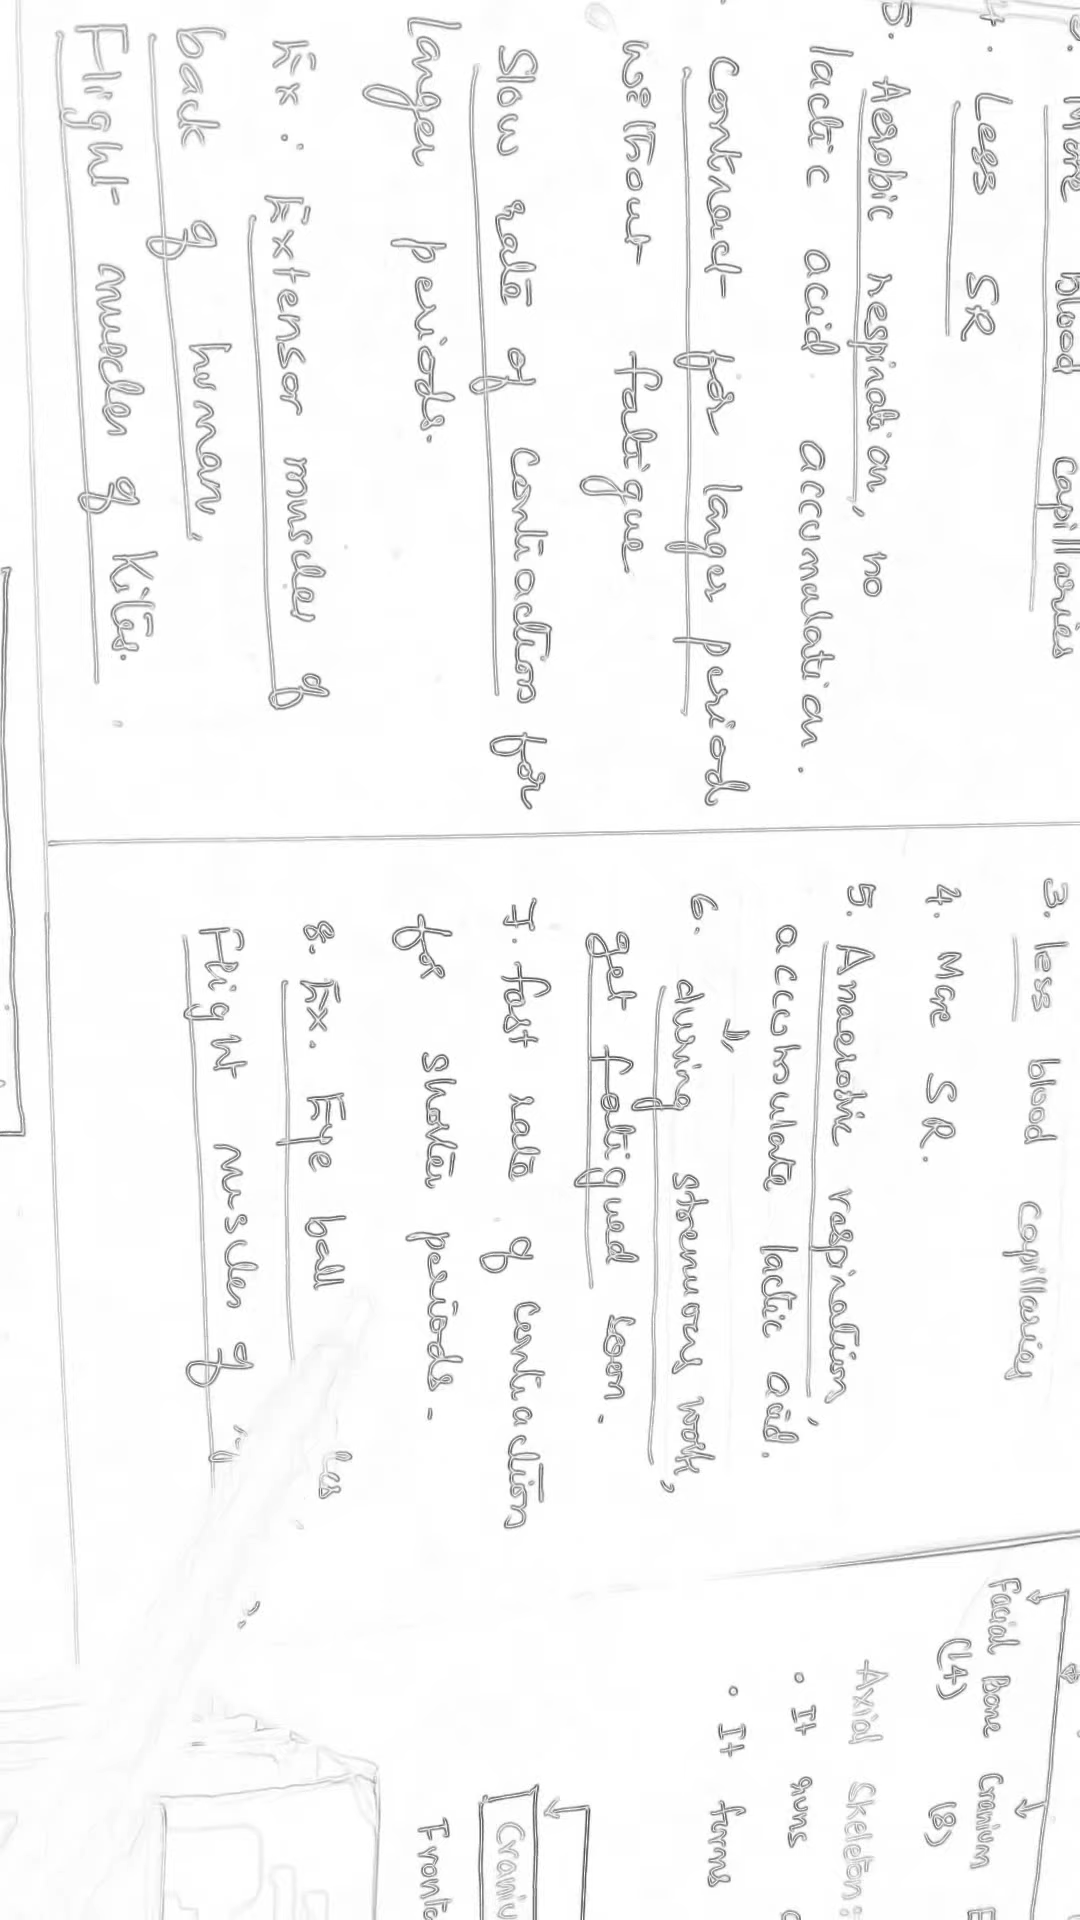 3. More blood capillaries
4. Less SR
5. Aerobic respiration, no
lactic acid accumulation.
Contract for longer period
without fatigue
Slow rate of contraction for
longer periods.
Ex: Extensor muscles of
back of human,
Flight muscles of Kites.
3. less blood capillaries
4. More SR.
5. Anaerobic respiration,
accumulate lactic acid.
6. during strenuous work,
get fatigued soon.
7. fast rate of contraction
for shorter periods.
8. Ex. Eye ball
Flight muscles of
Facial Bone
(14)
Cranium
(8)
Axial Skeleton:
• It runs
• It forms